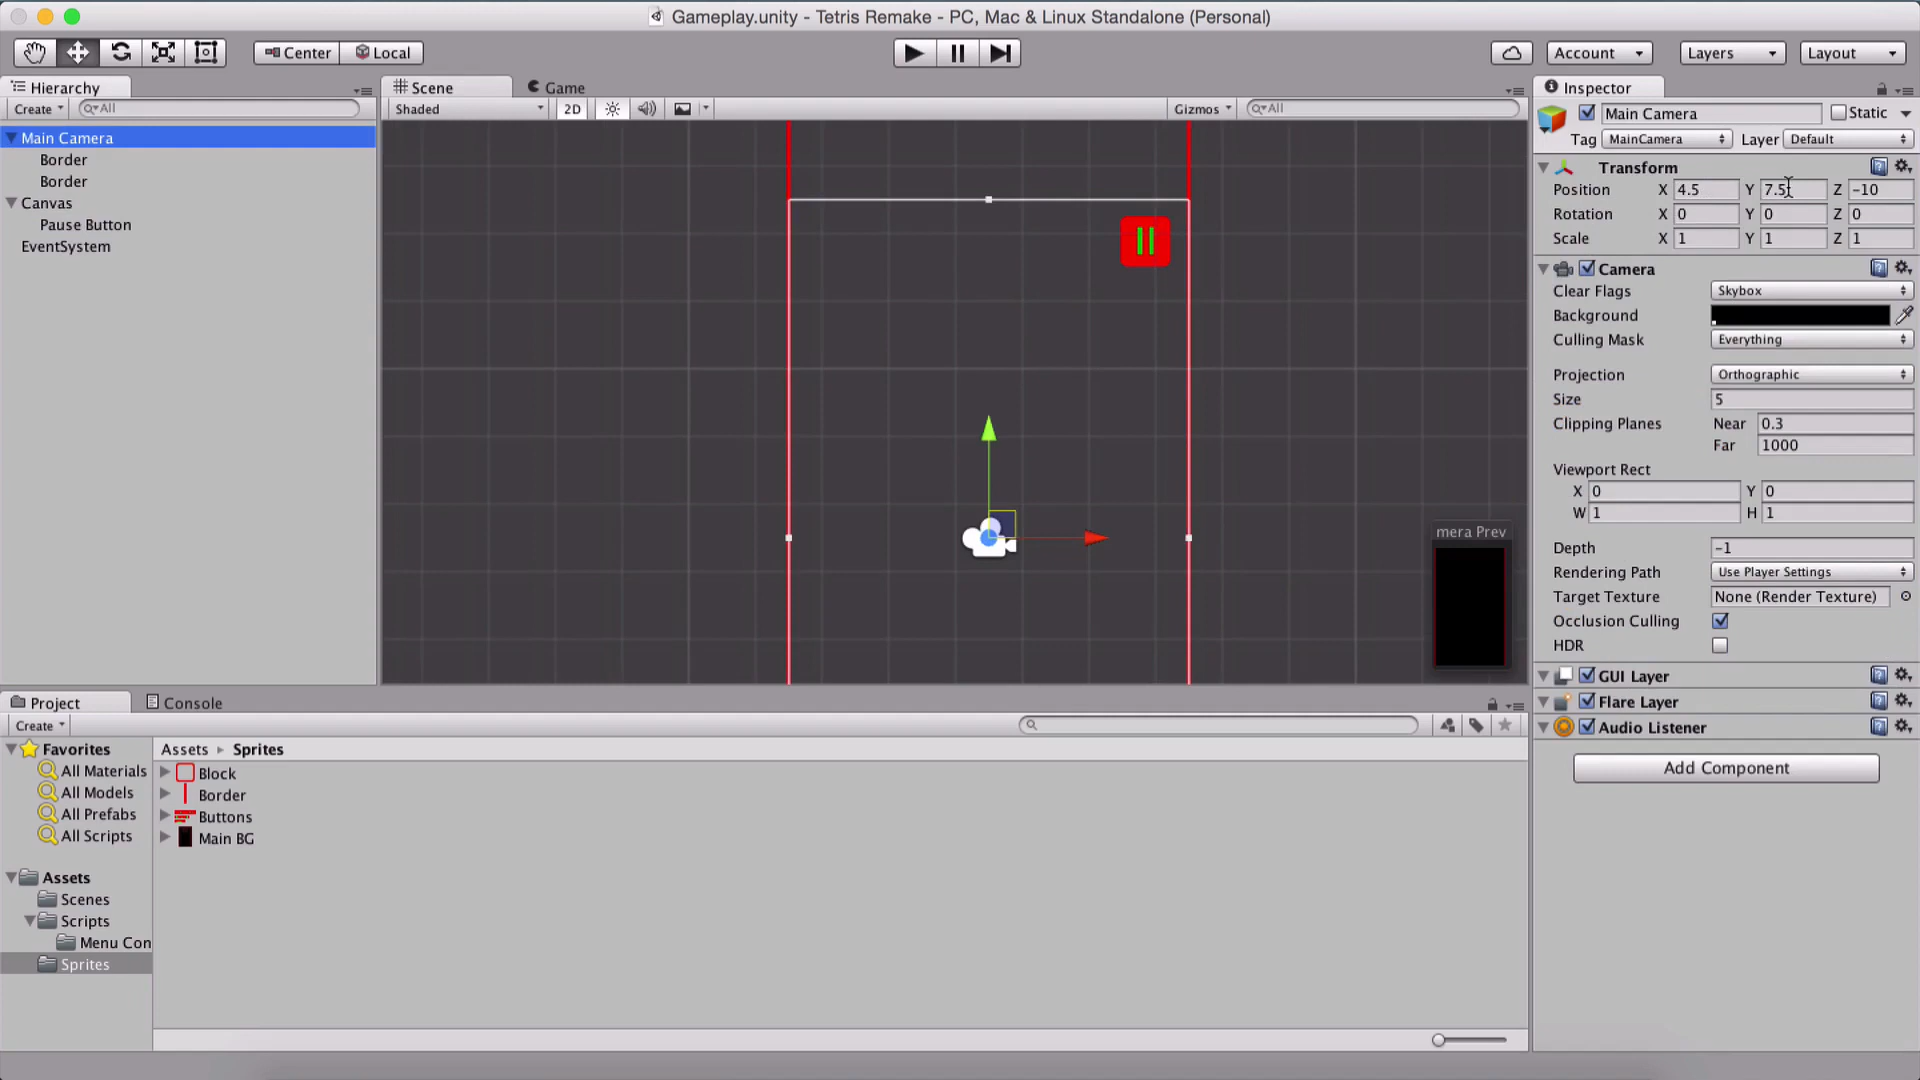 Gameplay.unity - Tetris Remake - PC, Mac & Linux Standalone (Personal)
Center Local Account Layers Layout
Hierarchy
Create All
Main Camera
Border
Border
Canvas
Pause Button
EventSystem
Scene Game
Shaded 2D Gizmos All
mera Prev
Inspector
Main Camera Static
Tag MainCamera Layer Default
Transform
Position X 4.5 Y 7.5 Z -10
Rotation X 0 Y 0 Z 0
Scale X 1 Y 1 Z 1
Camera
Clear Flags Skybox
Background
Culling Mask Everything
Projection Orthographic
Size 5
Clipping Planes Near 0.3
Far 1000
Viewport Rect
X 0 Y 0
W 1 H 1
Depth -1
Rendering Path Use Player Settings
Target Texture None (Render Texture)
Occlusion Culling
HDR
GUI Layer
Flare Layer
Audio Listener
Add Component
Project Console
Create
Favorites
All Materials
All Models
All Prefabs
All Scripts
Assets
Scenes
Scripts
Menu Con
Sprites
Assets Sprites
Block
Border
Buttons
Main BG